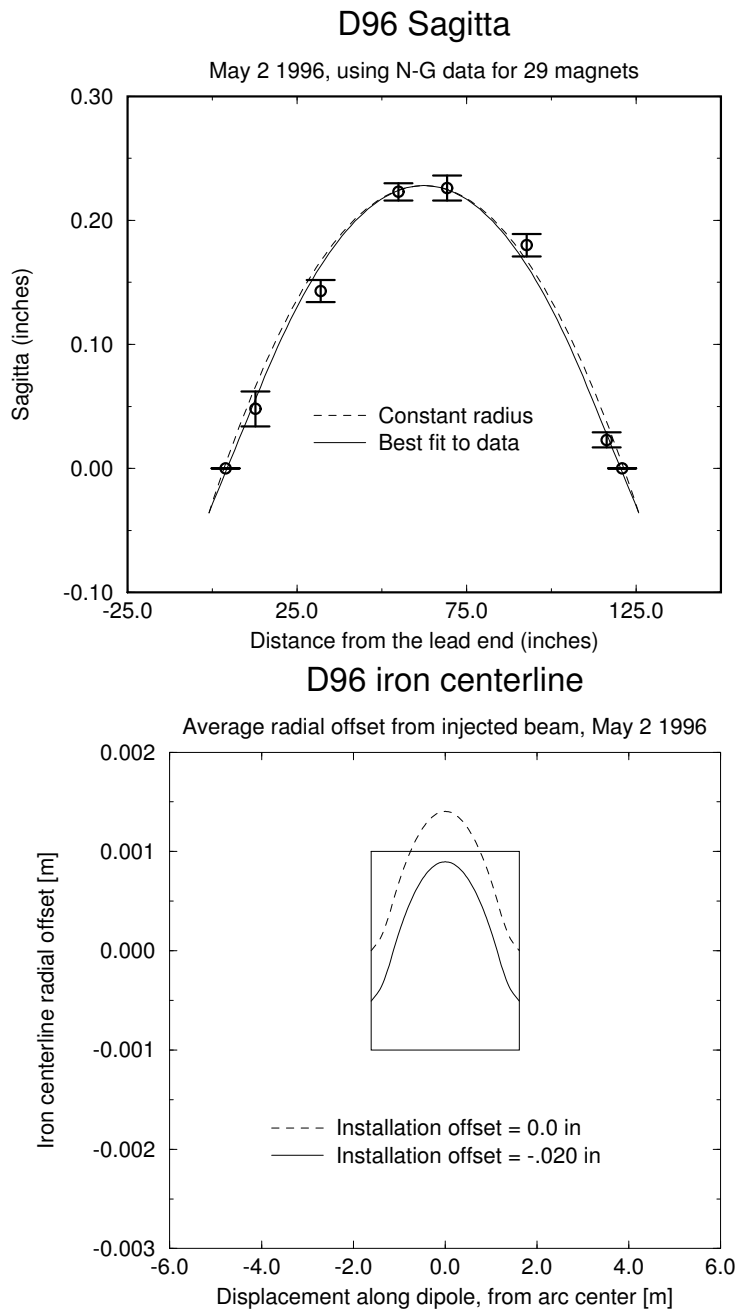 D96 Sagitta
May 2 1996, using N-G data for 29 magnets
0.30
0.20
0.10
0.00
-0.10
Sagitta (inches)
Constant radius
Best fit to data
-25.0 25.0 75.0 125.0
Distance from the lead end (inches)
D96 iron centerline
Average radial offset from injected beam, May 2 1996
0.002
0.001
0.000
-0.001
-0.002
-0.003
Iron centerline radial offset [m]
Installation offset = 0.0 in
Installation offset = -.020 in
-6.0 -4.0 -2.0 0.0 2.0 4.0 6.0
Displacement along dipole, from arc center [m]